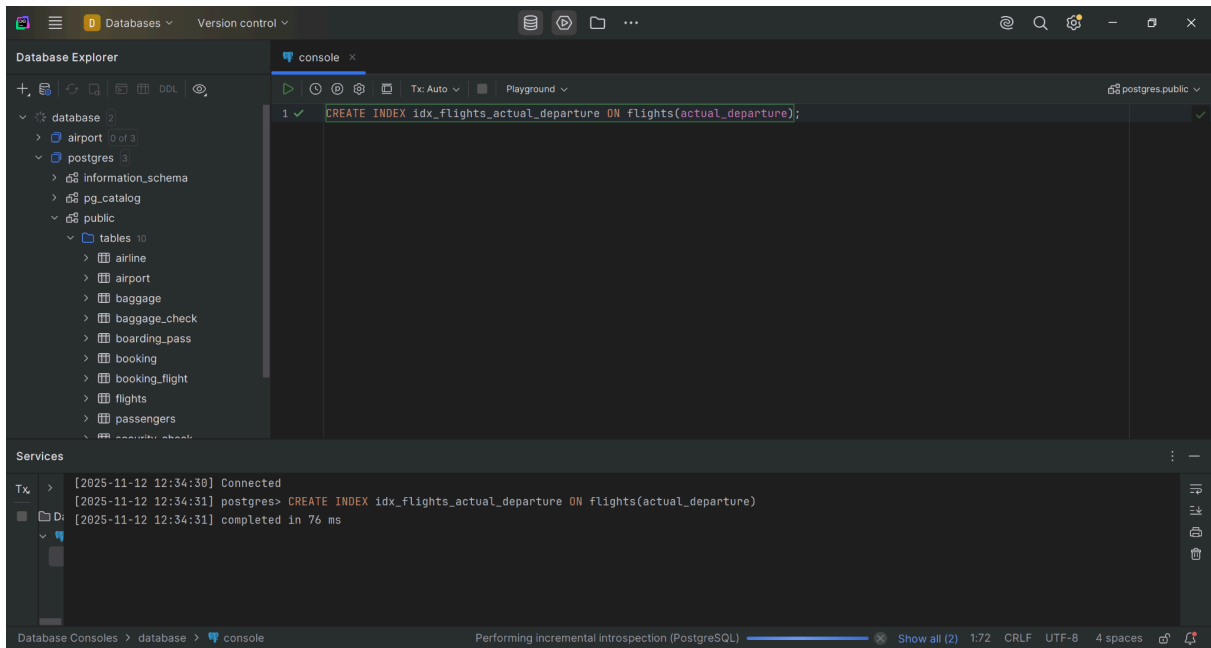 D Databases Version control
Database Explorer
console
DDL
Tx: Auto
Playground
postgres.public
database 2
airport 0 of 3
postgres 3
information_schema
pg_catalog
public
tables 10
airline
airport
baggage
baggage_check
boarding_pass
booking
booking_flight
flights
passengers
security_check
1 CREATE INDEX idx_flights_actual_departure ON flights(actual_departure);
Services
Tx
Da
[2025-11-12 12:34:30] Connected
[2025-11-12 12:34:31] postgres> CREATE INDEX idx_flights_actual_departure ON flights(actual_departure)
[2025-11-12 12:34:31] completed in 76 ms
Database Consoles > database > console
Performing incremental introspection (PostgreSQL)
Show all (2) 1:72 CRLF UTF-8 4 spaces